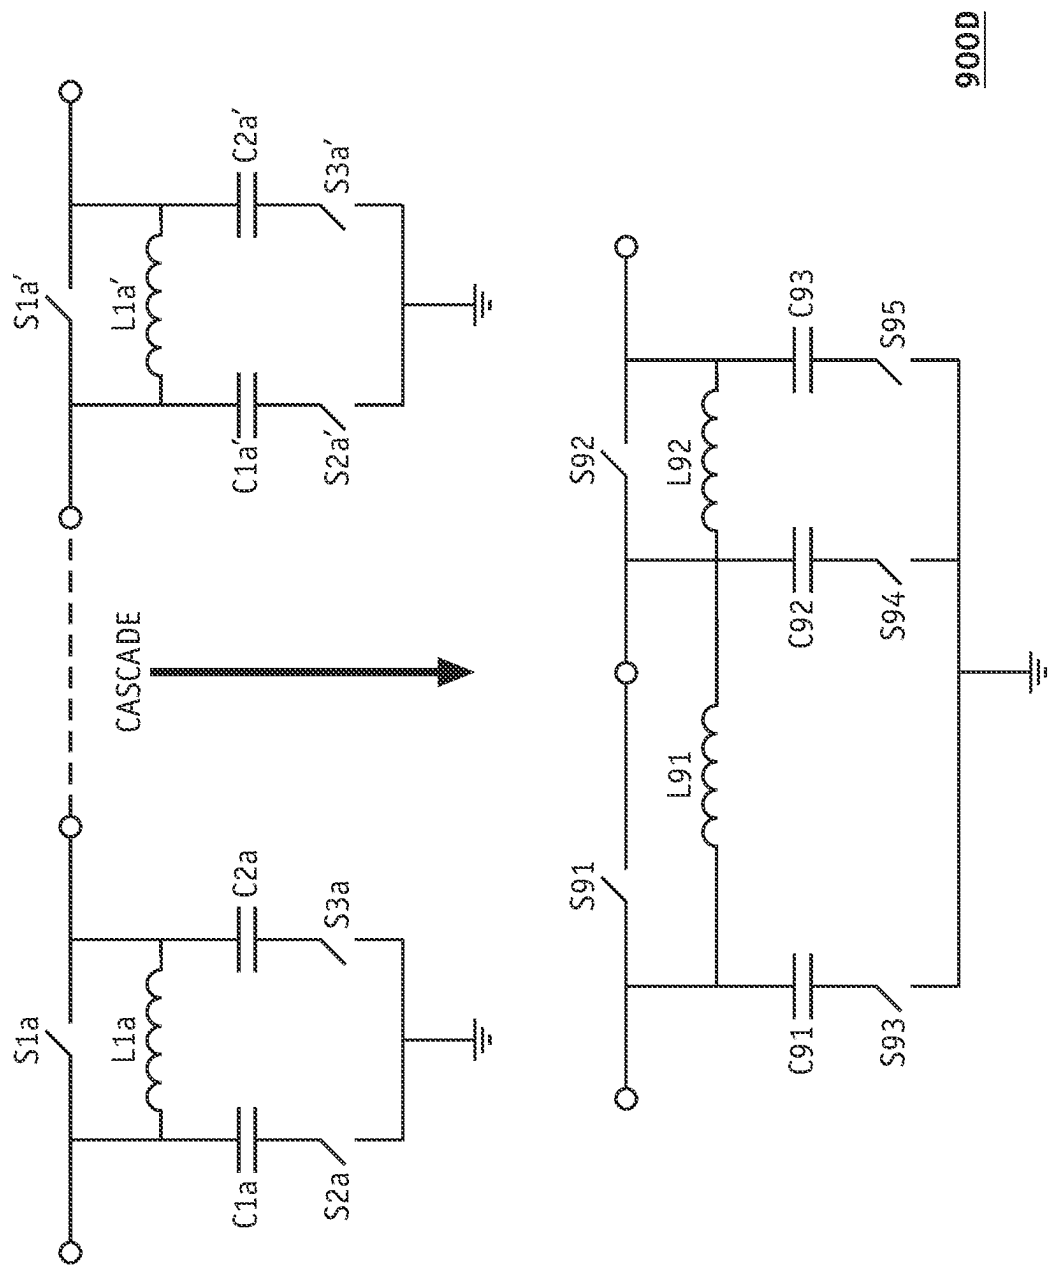 S1a
L1a
C1a
C2a
S2a
S3a
CASCADE
S1a′
L1a′
C1a′
C2a′
S2a′
S3a′
S91
S92
L91
L92
C91
C92
C93
S93
S94
S95
900D